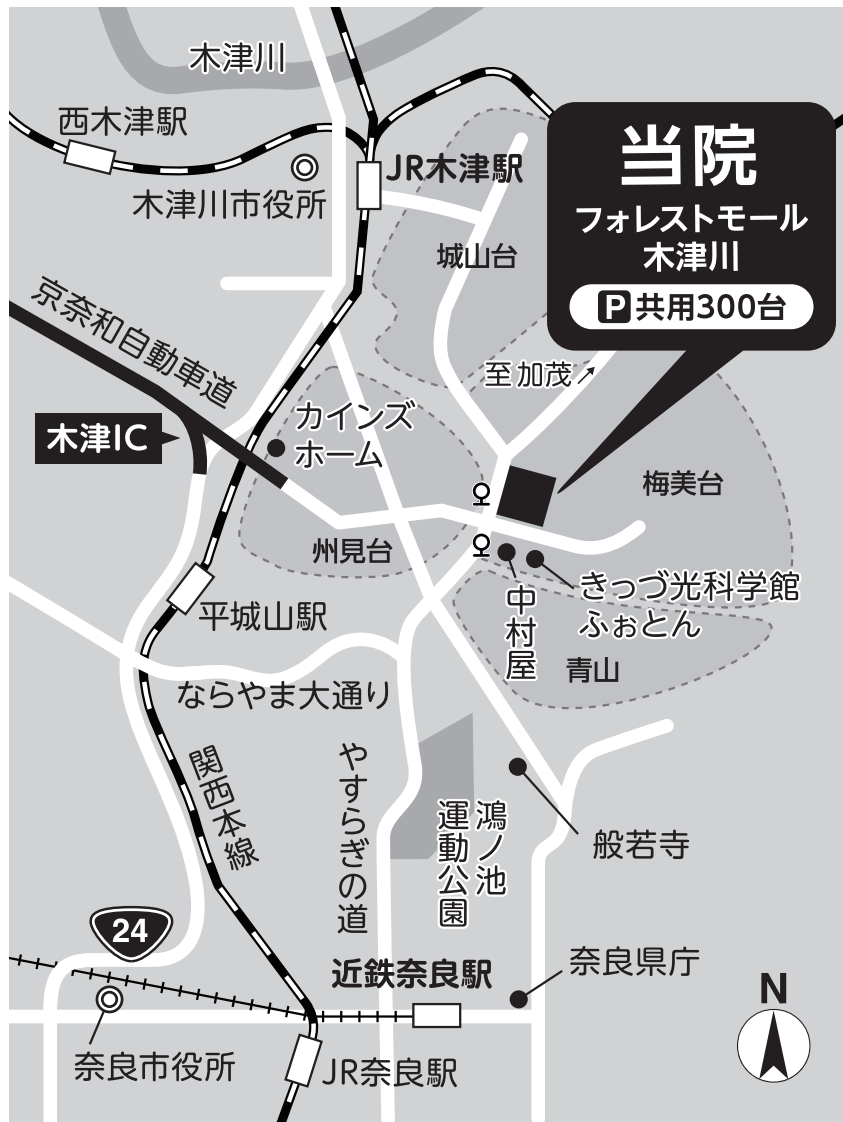 木津川
西木津駅
木津川市役所
JR木津駅
当院
フォレストモール
木津川
P共用300台
城山台
京奈和自動車道
至加茂↗
木津IC
カインズ
ホーム
梅美台
州見台
きっづ光科学館
ふぉとん
中村屋
平城山駅
青山
ならやま大通り
関西本線
やすらぎの道
鴻ノ池
運動公園
般若寺
24
近鉄奈良駅
奈良県庁
N
奈良市役所
JR奈良駅